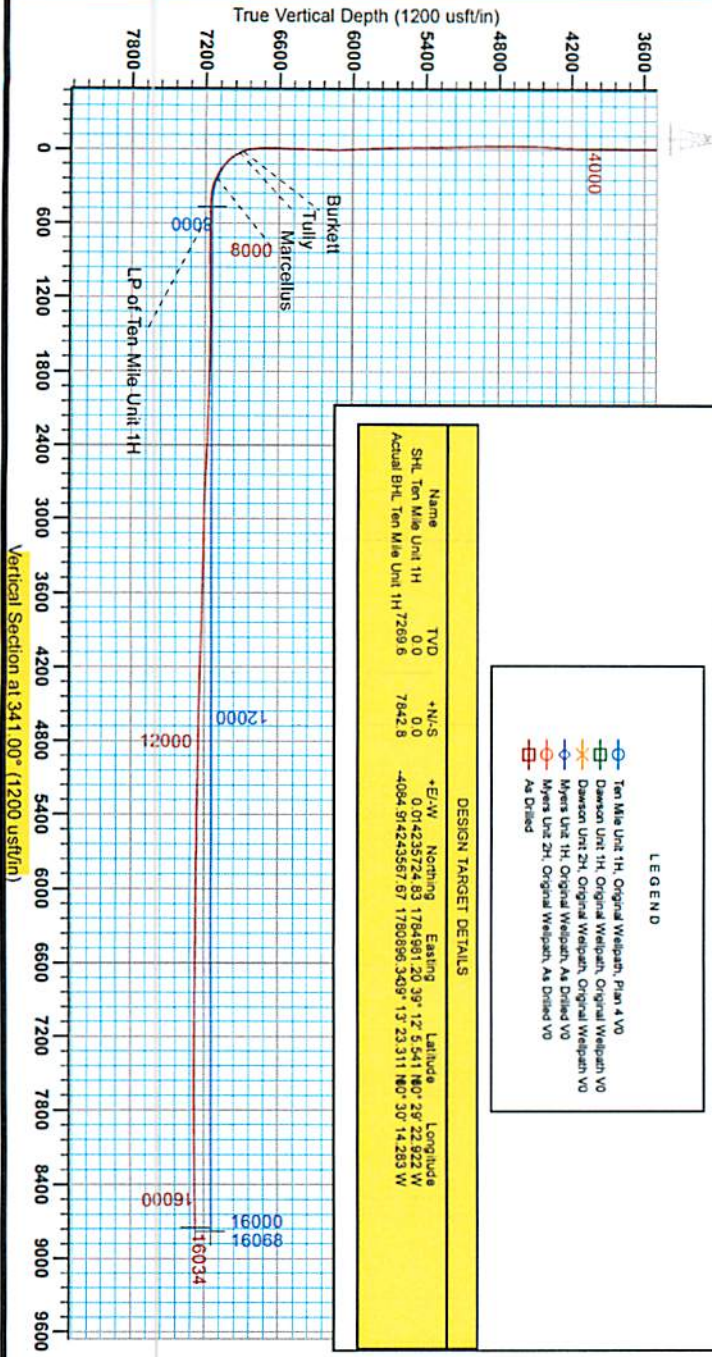 LEGEND
Ten Mile Unit 1H, Original Wellpath, Plan 4 V0
Dawson Unit 1H, Original Wellpath, Original Wellpath V0
Dawson Unit 2H, Original Wellpath, Original Wellpath V0
Myers Unit 1H, Original Wellpath, As Drilled V0
Myers Unit 2H, Original Wellpath, As Drilled V0
As Drilled
DESIGN TARGET DETAILS
Name TVD +N/-S +E/-W Northing Easting Latitude Longitude
SHL Ten Mile Unit 1H 0.0 0.0 0.014235724.83 1784981.20 39° 12' 5.541 N80° 29' 22.922 W
Actual BHL Ten Mile Unit 1H 7269.6 7842.8 -4084.914243567.67 1780896.3439° 13' 23.311 N80° 30' 14.283 W
True Vertical Depth (1200 usft/in)
3600
4200
4800
5400
6000
6600
7200
7800
4000
Burkett
Tully
Marcellus
8000
8000
LP of Ten Mile Unit 1H
12000
12000
16000
16034
16000
16068
0
600
1200
1800
2400
3000
3600
4200
4800
5400
6000
6600
7200
7800
8400
9000
9600
Vertical Section at 341.00° (1200 usft/in)